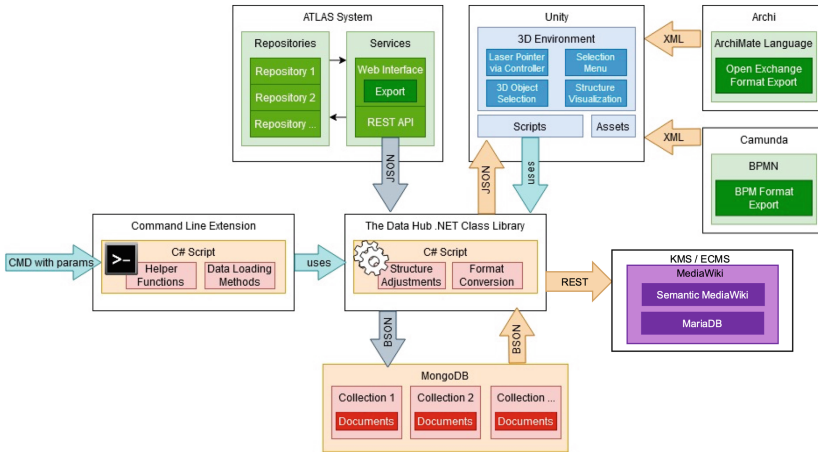 ATLAS System
Repositories
Repository 1
Repository 2
Repository ...
Services
Web Interface
Export
REST API
Unity
3D Environment
Laser Pointer
via Controller
Selection
Menu
3D Object
Selection
Structure
Visualization
Scripts
Assets
XML
Archi
ArchiMate Language
Open Exchange
Format Export
XML
Camunda
BPMN
BPM Format
Export
JSON
JSON
uses
CMD with params
Command Line Extension
C# Script
>-
Helper
Functions
Data Loading
Methods
uses
The Data Hub .NET Class Library
C# Script
Structure
Adjustments
Format
Conversion
REST
KMS / ECMS
MediaWiki
Semantic MediaWiki
MariaDB
BSON
BSON
MongoDB
Collection 1
Documents
Collection 2
Documents
Collection ...
Documents